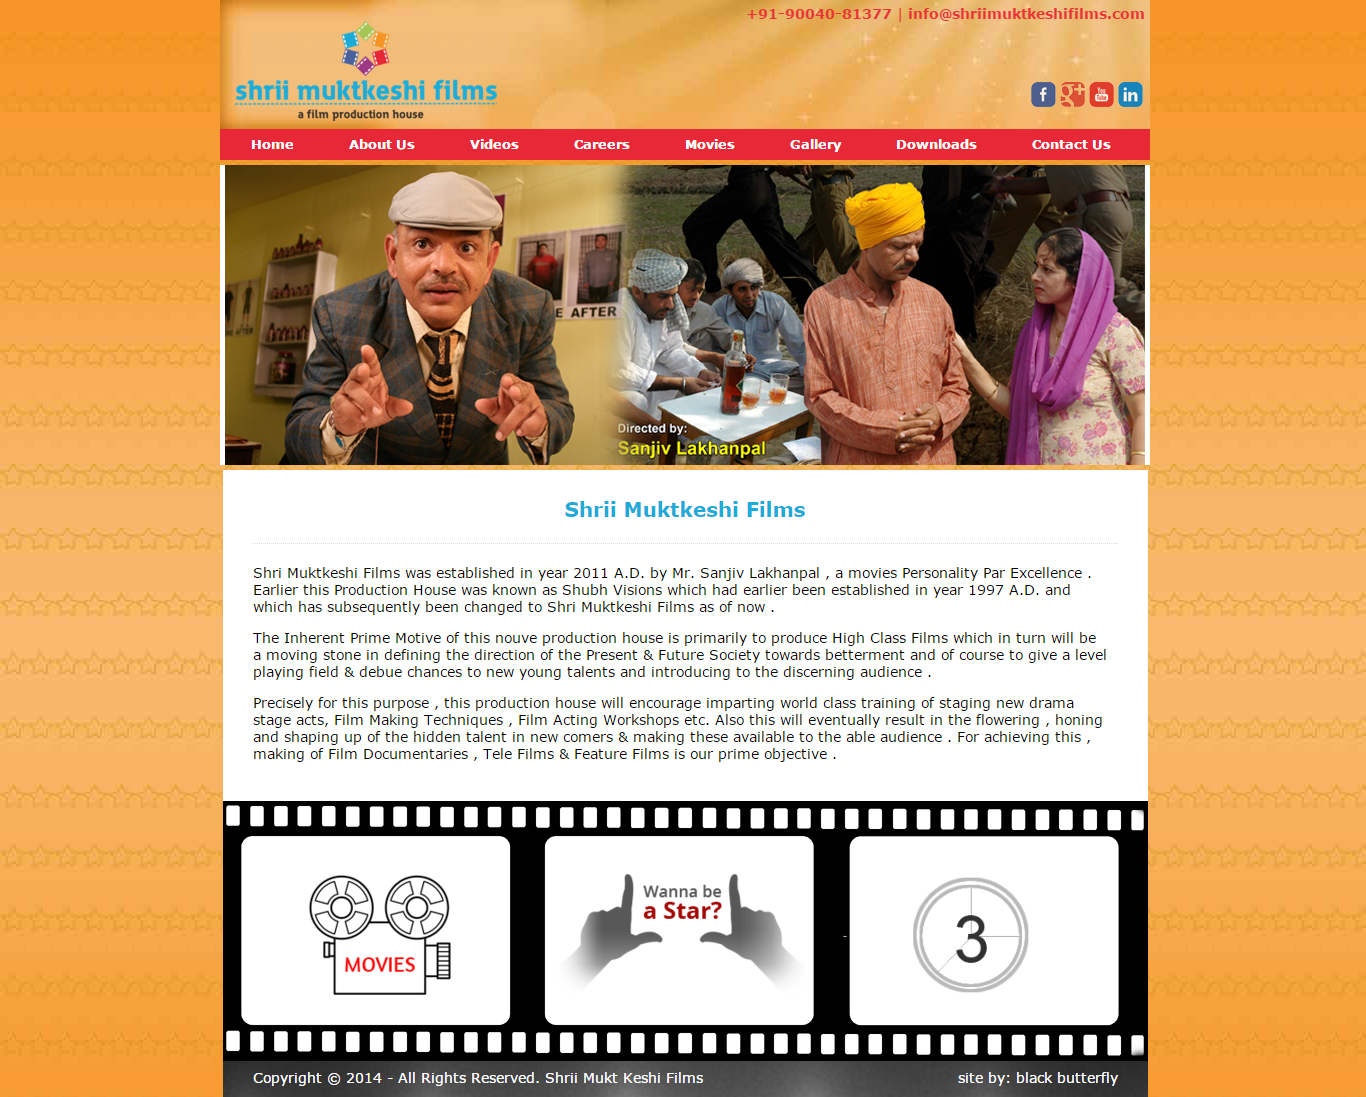 +91-90040-81377 | info@shriimuktkeshifilms.com
shrii muktkeshi films
a film production house
Home About Us Videos Careers Movies Gallery Downloads Contact Us
E AFTER
Directed by:
Sanjiv Lakhanpal
Shrii Muktkeshi Films
Shri Muktkeshi Films was established in year 2011 A.D. by Mr. Sanjiv Lakhanpal , a movies Personality Par Excellence .
Earlier this Production House was known as Shubh Visions which had earlier been established in year 1997 A.D. and
which has subsequently been changed to Shri Muktkeshi Films as of now .
The Inherent Prime Motive of this nouve production house is primarily to produce High Class Films which in turn will be
a moving stone in defining the direction of the Present & Future Society towards betterment and of course to give a level
playing field & debue chances to new young talents and introducing to the discerning audience .
Precisely for this purpose , this production house will encourage imparting world class training of staging new drama
stage acts, Film Making Techniques , Film Acting Workshops etc. Also this will eventually result in the flowering , honing
and shaping up of the hidden talent in new comers & making these available to the able audience . For achieving this ,
making of Film Documentaries , Tele Films & Feature Films is our prime objective .
MOVIES
Wanna be
a Star?
3
Copyright © 2014 - All Rights Reserved. Shrii Mukt Keshi Films
site by: black butterfly